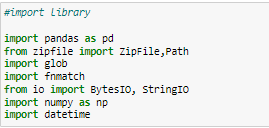 #import library
import pandas as pd
from zipfile import ZipFile,Path
import glob
import fnmatch
from io import BytesIO, StringIO
import numpy as np
import datetime